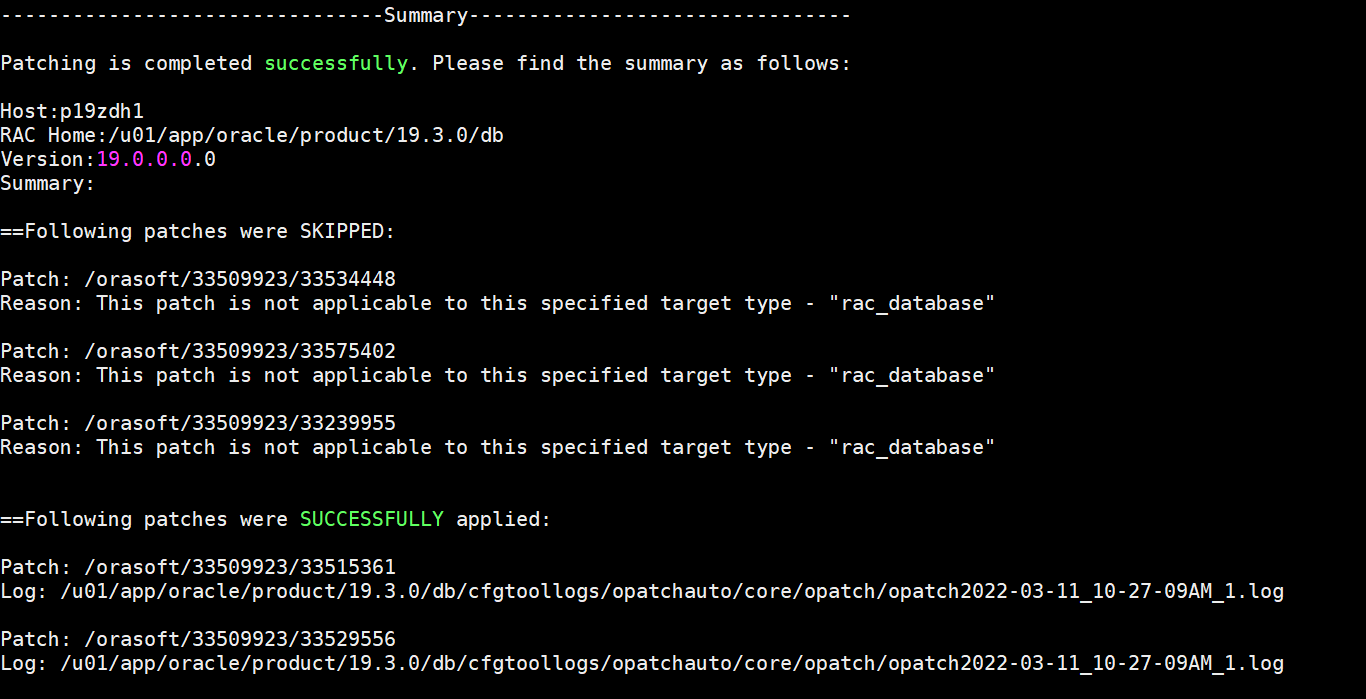 --------------------------------Summary--------------------------------
Patching is completed successfully. Please find the summary as follows:
Host:p19zdh1
RAC Home:/u01/app/oracle/product/19.3.0/db
Version:19.0.0.0.0
Summary:
==Following patches were SKIPPED:
Patch: /orasoft/33509923/33534448
Reason: This patch is not applicable to this specified target type - "rac_database"
Patch: /orasoft/33509923/33575402
Reason: This patch is not applicable to this specified target type - "rac_database"
Patch: /orasoft/33509923/33239955
Reason: This patch is not applicable to this specified target type - "rac_database"
==Following patches were SUCCESSFULLY applied:
Patch: /orasoft/33509923/33515361
Log: /u01/app/oracle/product/19.3.0/db/cfgtoollogs/opatchauto/core/opatch/opatch2022-03-11_10-27-09AM_1.log
Patch: /orasoft/33509923/33529556
Log: /u01/app/oracle/product/19.3.0/db/cfgtoollogs/opatchauto/core/opatch/opatch2022-03-11_10-27-09AM_1.log